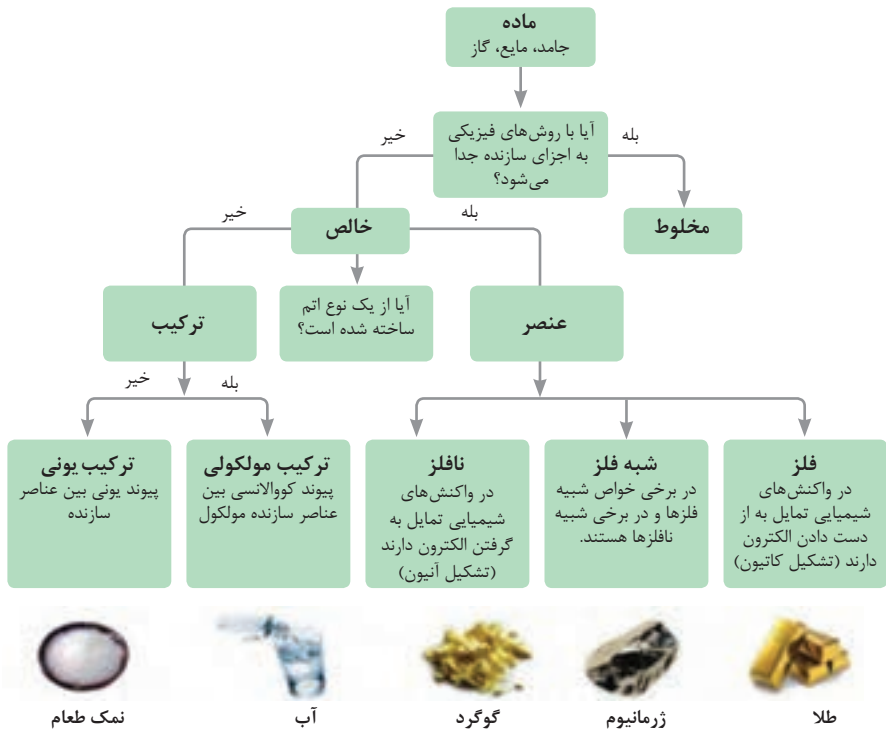 ماده
جامد، مایع، گاز
آیا با روش‌های فیزیکی
به اجزای سازنده جدا
می‌شود؟
بله
خیر
مخلوط
خالص
بله
خیر
عنصر
آیا از یک نوع اتم
ساخته شده است؟
ترکیب
بله
خیر
فلز
در واکنش‌های
شیمیایی تمایل به از
دست دادن الکترون
دارند (تشکیل کاتیون)
شبه فلز
در برخی خواص شبیه
فلزها و در برخی شبیه
نافلزها هستند.
نافلز
در واکنش‌های
شیمیایی تمایل به
گرفتن الکترون دارند
(تشکیل آنیون)
ترکیب مولکولی
پیوند کووالانسی بین
عناصر سازنده مولکول
ترکیب یونی
پیوند یونی بین عناصر
سازنده
طلا
ژرمانیوم
گوگرد
آب
نمک طعام